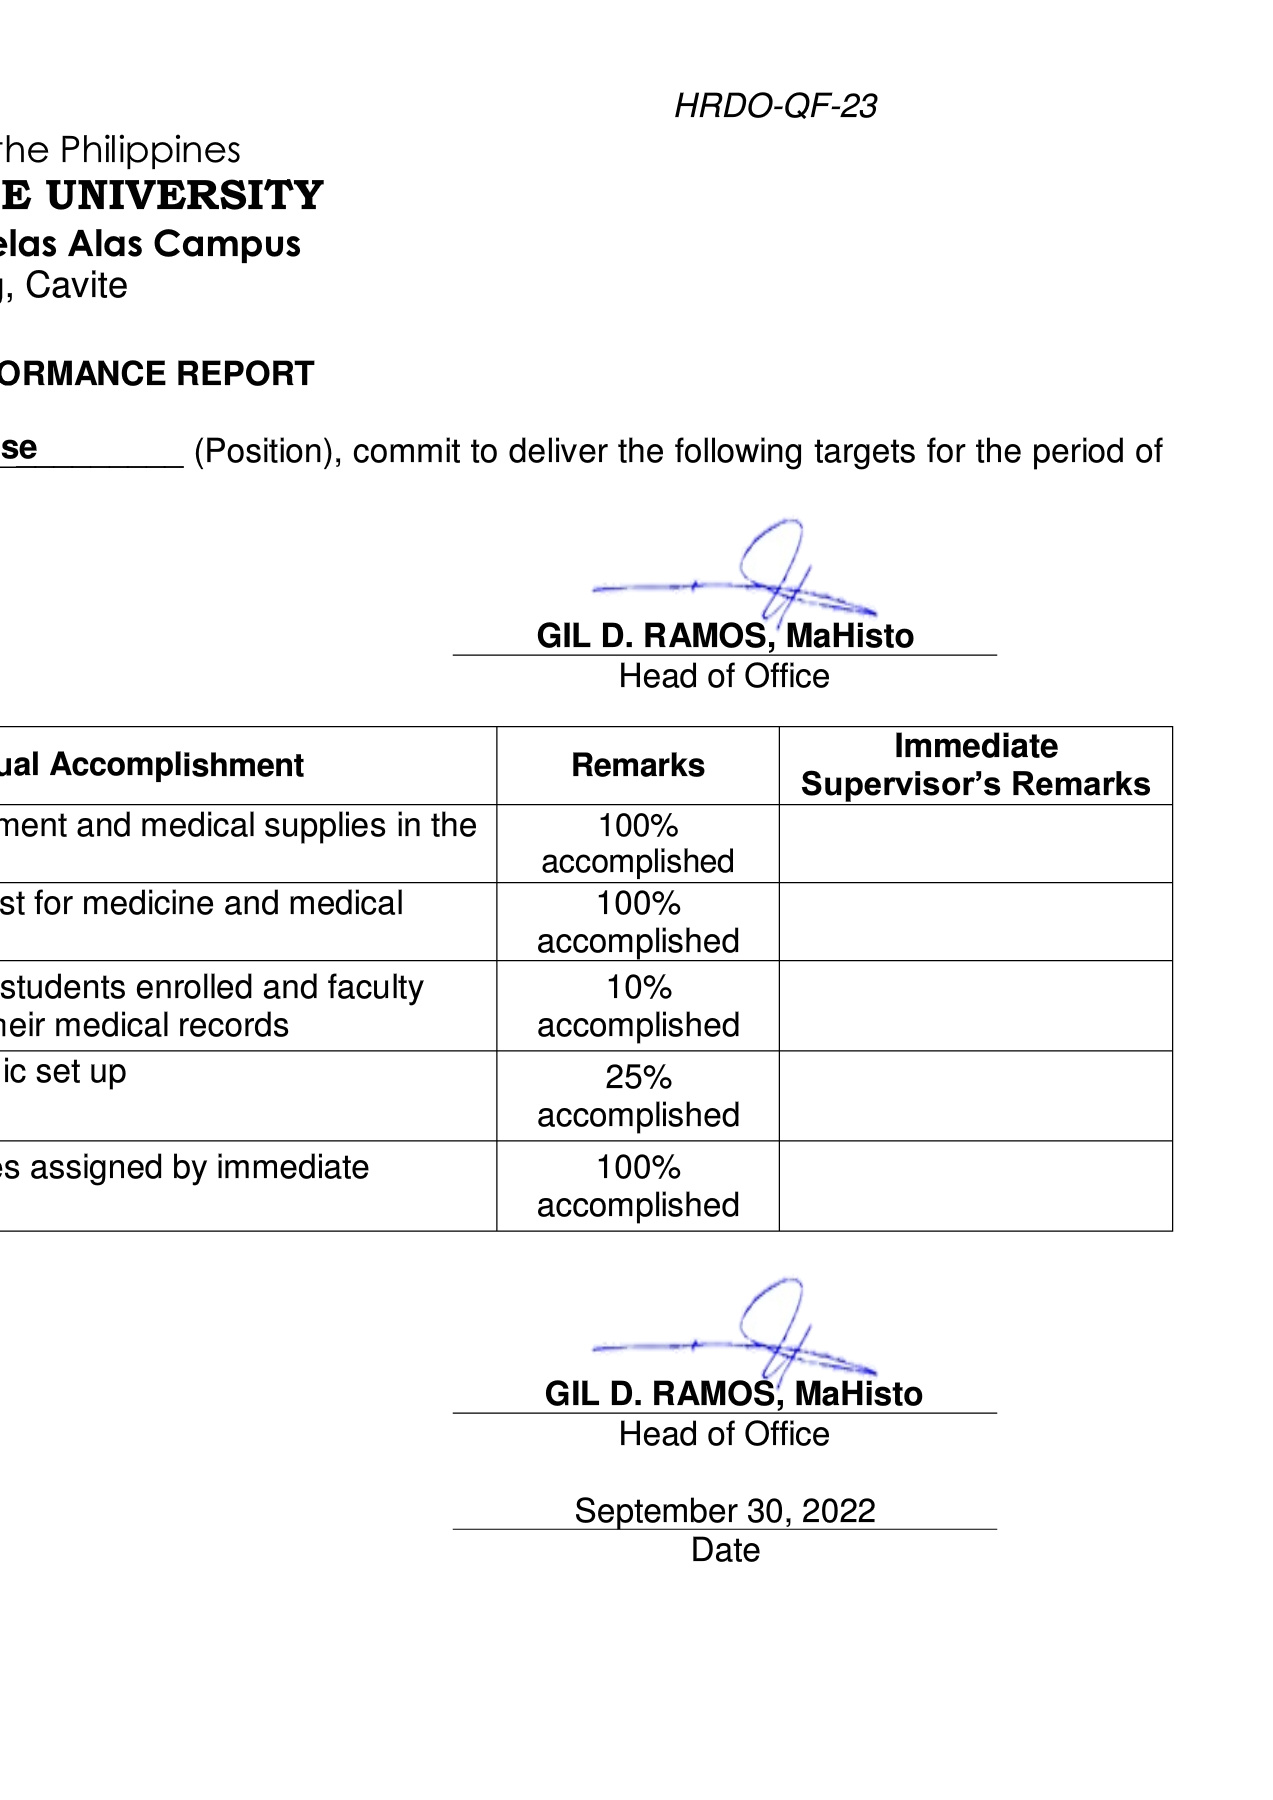 HRDO-QF-23
the Philippines
E UNIVERSITY
elas Alas Campus
g, Cavite
ORMANCE REPORT
se__________ (Position), commit to deliver the following targets for the period of
GIL D. RAMOS, MaHisto
Head of Office
ual Accomplishment
Remarks
Immediate
Supervisor’s Remarks
ment and medical supplies in the
100%
accomplished
st for medicine and medical
100%
accomplished
students enrolled and faculty
heir medical records
10%
accomplished
ic set up
25%
accomplished
es assigned by immediate
100%
accomplished
GIL D. RAMOS, MaHisto
Head of Office
September 30, 2022
Date